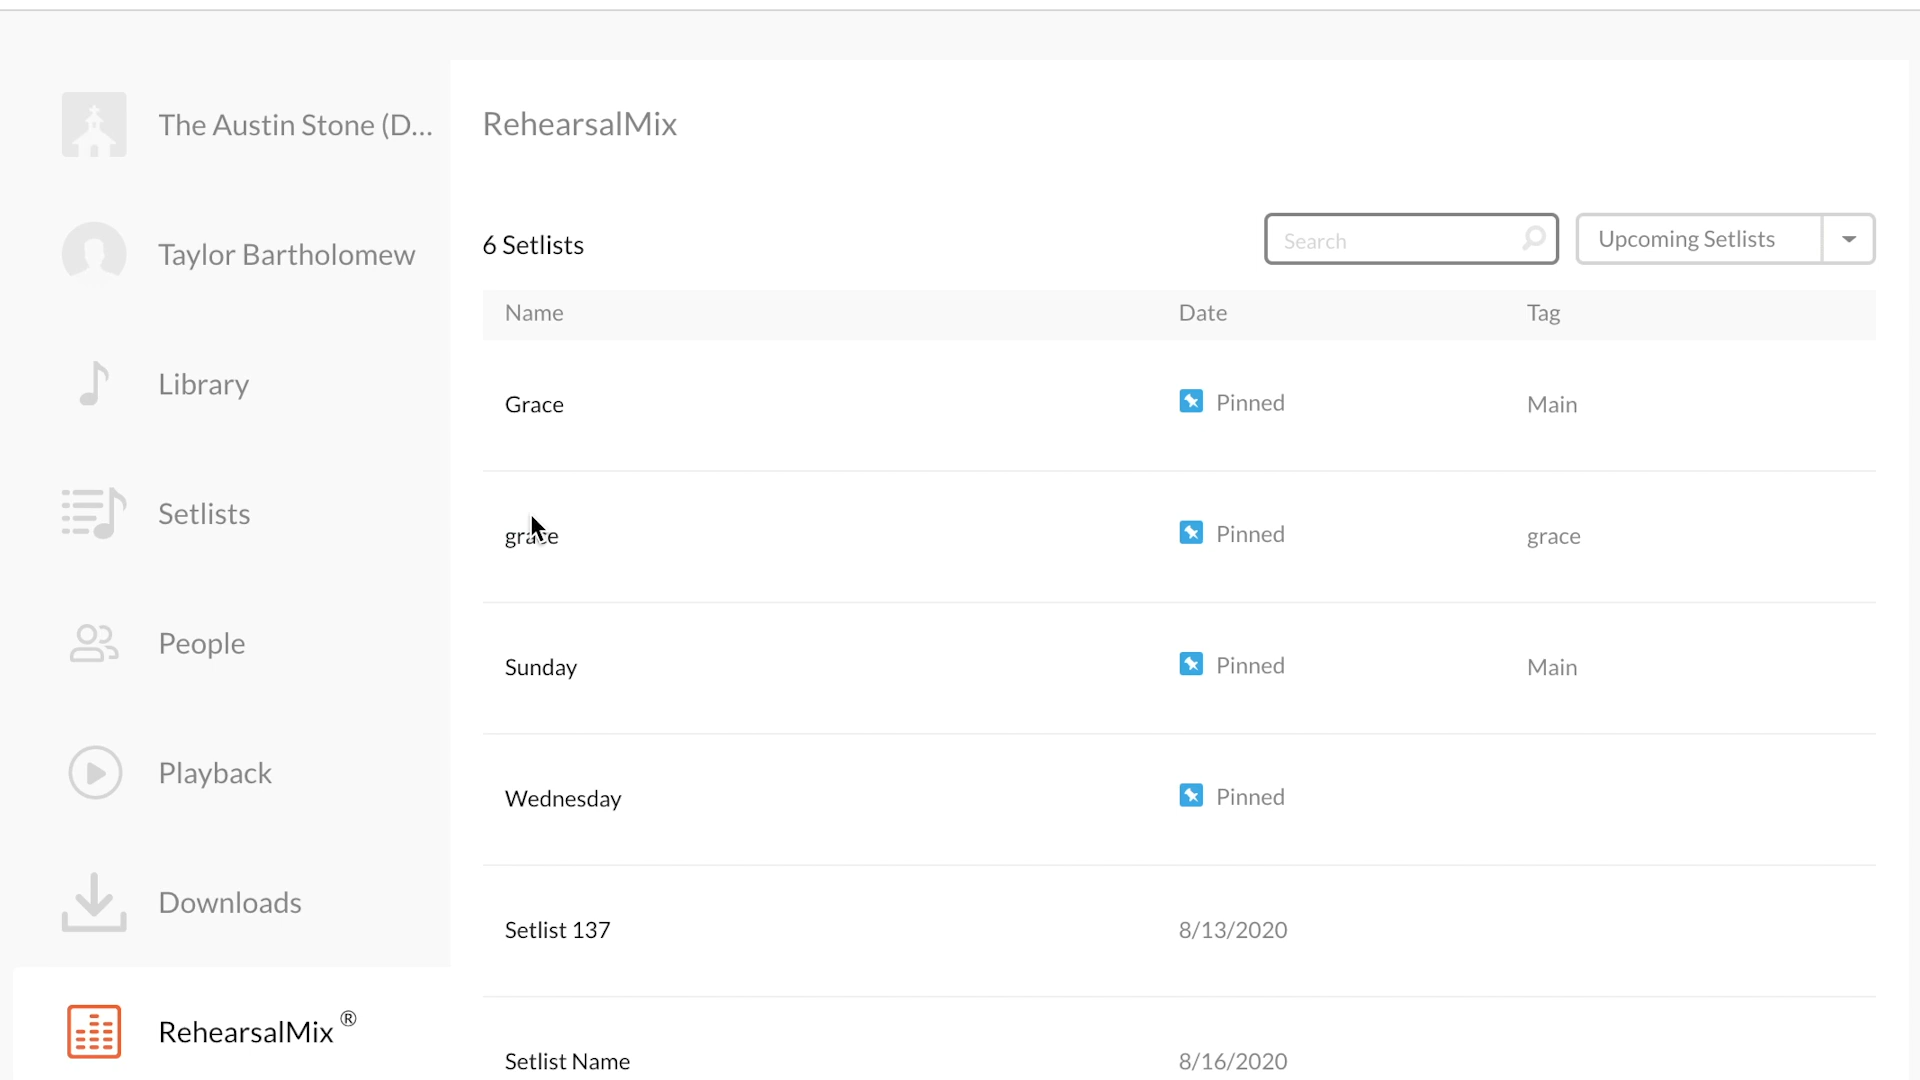 The Austin Stone (D...
Taylor Bartholomew
Library
Setlists
People
Playback
Downloads
RehearsalMix ®
RehearsalMix
6 Setlists
Search
Upcoming Setlists
Name Date Tag
Grace Pinned Main
grace Pinned grace
Sunday Pinned Main
Wednesday Pinned
Setlist 137 8/13/2020
Setlist Name 8/16/2020